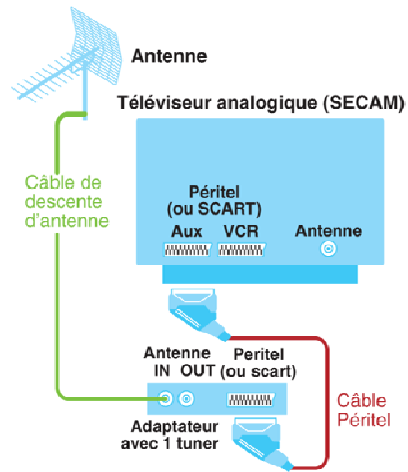 Antenne
Téléviseur analogique (SECAM)
Câble de
descente
d'antenne
Péritel
(ou SCART)
Aux VCR
Antenne
Antenne
IN OUT
Peritel
(ou scart)
Adaptateur
avec 1 tuner
Câble
Péritel